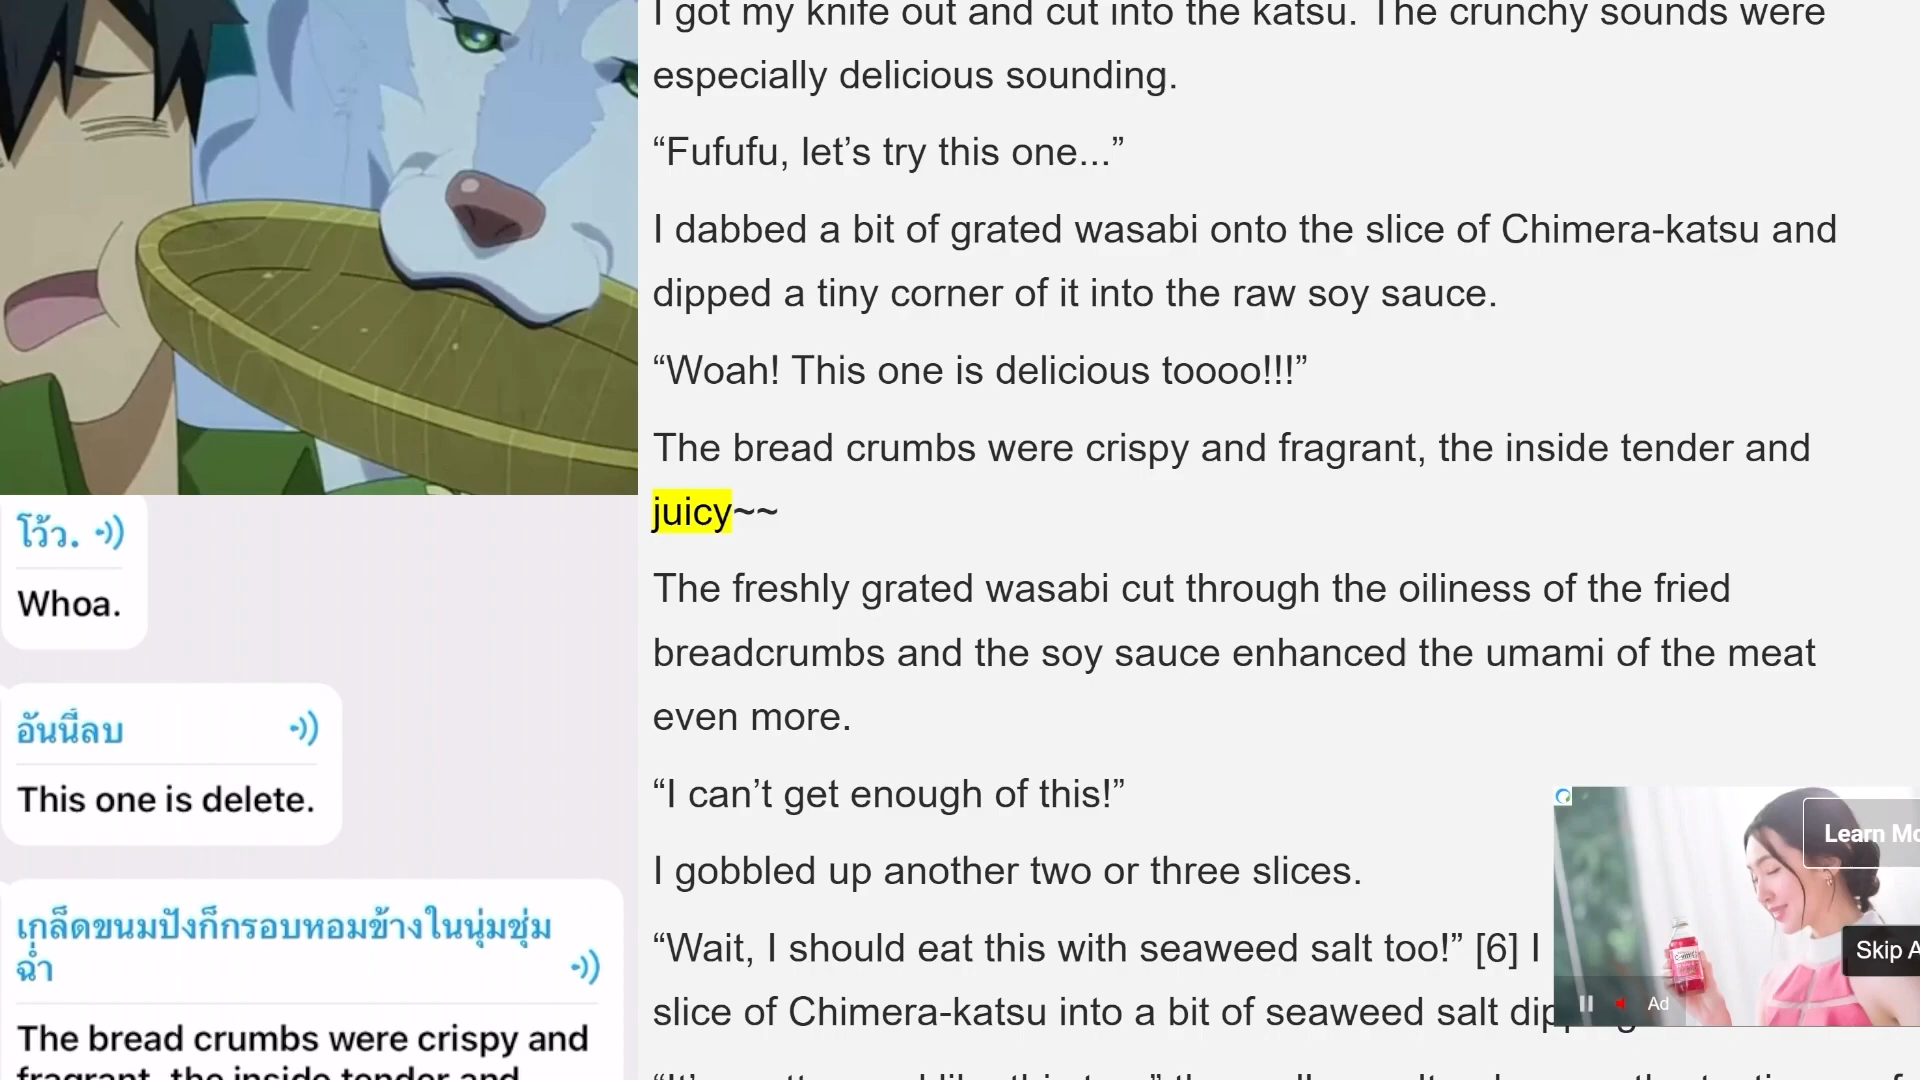 I got my knife out and cut into the katsu. The crunchy sounds were
especially delicious sounding.
“Fufufu, let’s try this one...”
I dabbed a bit of grated wasabi onto the slice of Chimera-katsu and
dipped a tiny corner of it into the raw soy sauce.
“Woah! This one is delicious toooo!!!”
The bread crumbs were crispy and fragrant, the inside tender and
juicy~~
The freshly grated wasabi cut through the oiliness of the fried
breadcrumbs and the soy sauce enhanced the umami of the meat
even more.
“I can’t get enough of this!”
I gobbled up another two or three slices.
“Wait, I should eat this with seaweed salt too!” [6] I
slice of Chimera-katsu into a bit of seaweed salt
โว้ว.
Whoa.
อันนี้ลบ
This one is delete.
เกล็ดขนมปังก็กรอบหอมข้างในนุ่มชุ่ม
ฉ่ำ
The bread crumbs were crispy and
fragrant, the inside tender and
Learn
Skip
Ad